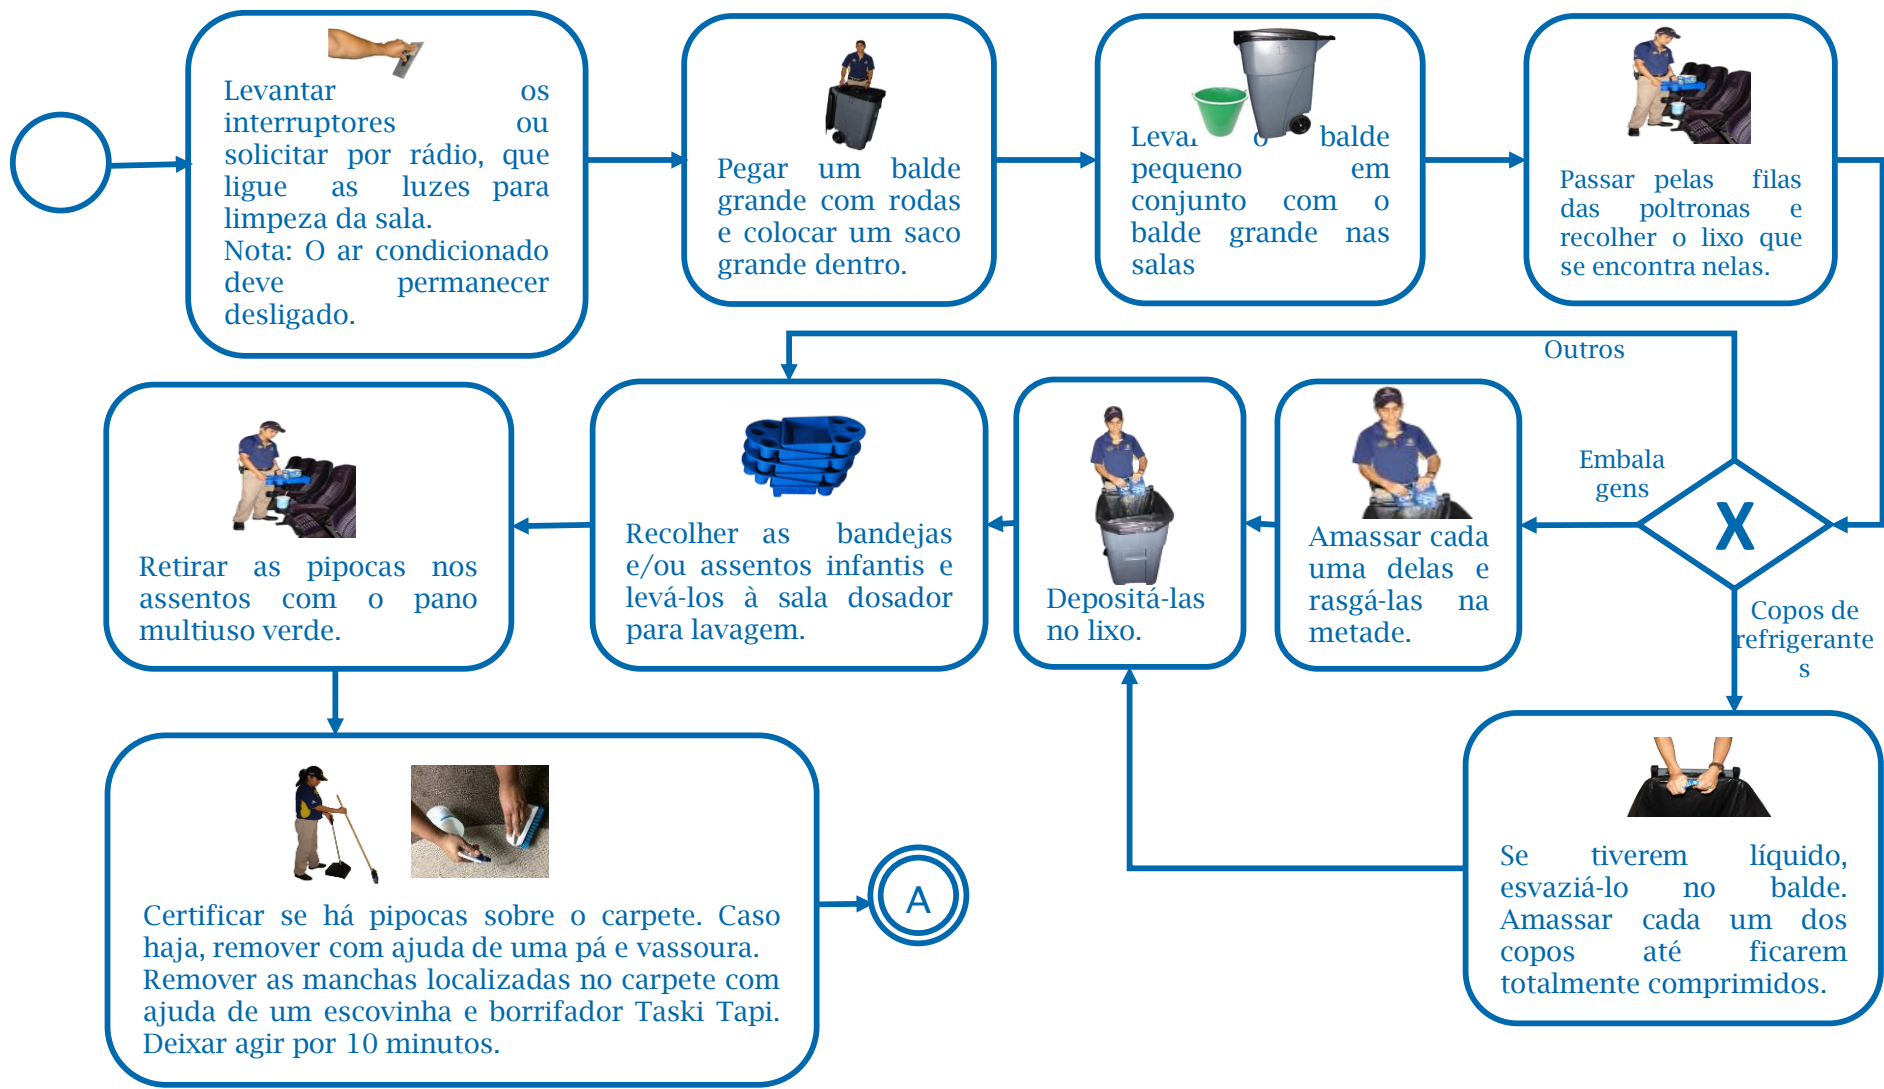 Levantar os
interruptores ou
solicitar por rádio, que
ligue as luzes para
limpeza da sala.
Nota: O ar condicionado
deve permanecer
desligado.
Pegar um balde
grande com rodas
e colocar um saco
grande dentro.
Levar o balde
pequeno em
conjunto com o
balde grande nas
salas
Passar pelas filas
das poltronas e
recolher o lixo que
se encontra nelas.
Outros
Embala
gens
X
Copos de
refrigerante
s
Amassar cada
uma delas e
rasgá-las na
metade.
Depositá-las
no lixo.
Recolher as bandejas
e/ou assentos infantis e
levá-los à sala dosador
para lavagem.
Retirar as pipocas nos
assentos com o pano
multiuso verde.
Se tiverem líquido,
esvaziá-lo no balde.
Amassar cada um dos
copos até ficarem
totalmente comprimidos.
Certificar se há pipocas sobre o carpete. Caso
haja, remover com ajuda de uma pá e vassoura.
Remover as manchas localizadas no carpete com
ajuda de um escovinha e borrifador Taski Tapi.
Deixar agir por 10 minutos.
A